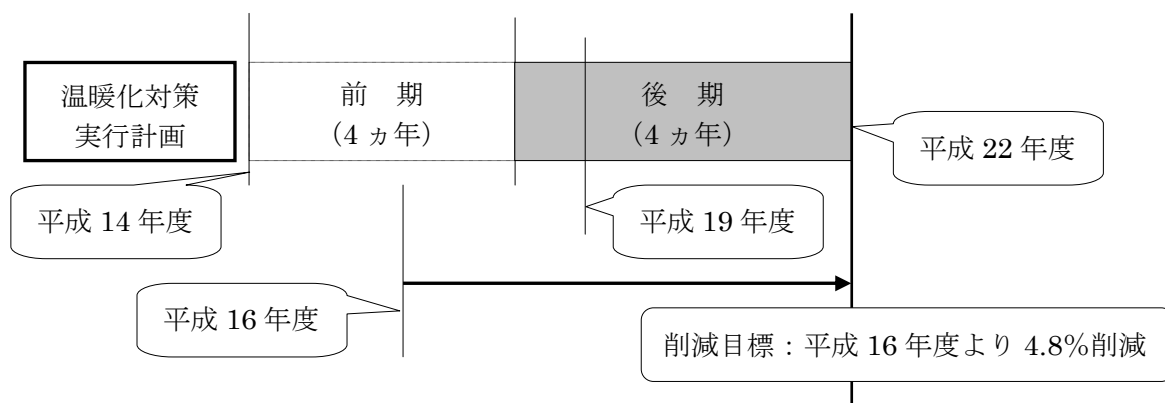 温暖化対策
実行計画
前 期
(4 ヵ年)
後 期
(4 ヵ年)
平成 22 年度
平成 14 年度
平成 19 年度
平成 16 年度
削減目標：平成 16 年度より 4.8%削減